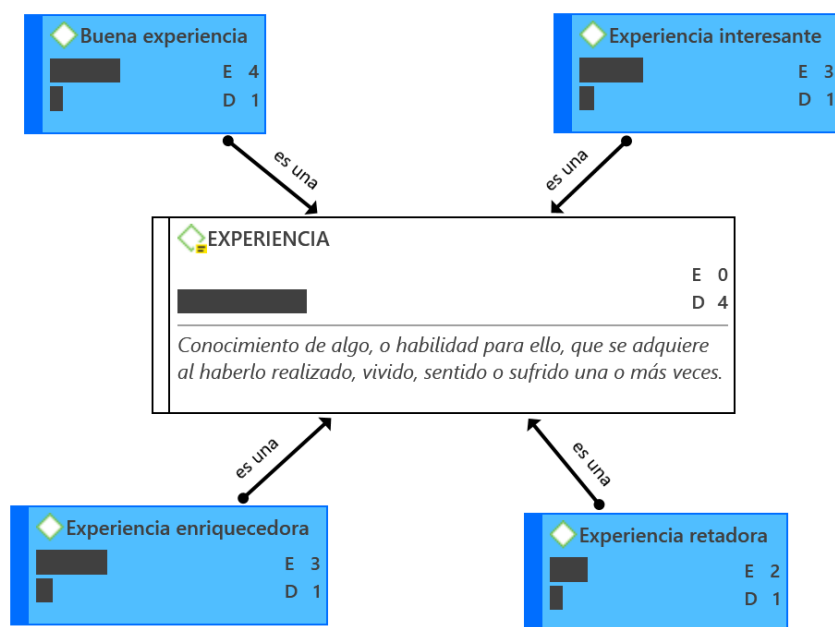 Buena experiencia
E 4
D 1
Experiencia interesante
E 3
D 1
es una
es una
EXPERIENCIA
E 0
D 4
Conocimiento de algo, o habilidad para ello, que se adquiere
al haberlo realizado, vivido, sentido o sufrido una o más veces.
es una
es una
Experiencia enriquecedora
E 3
D 1
Experiencia retadora
E 2
D 1